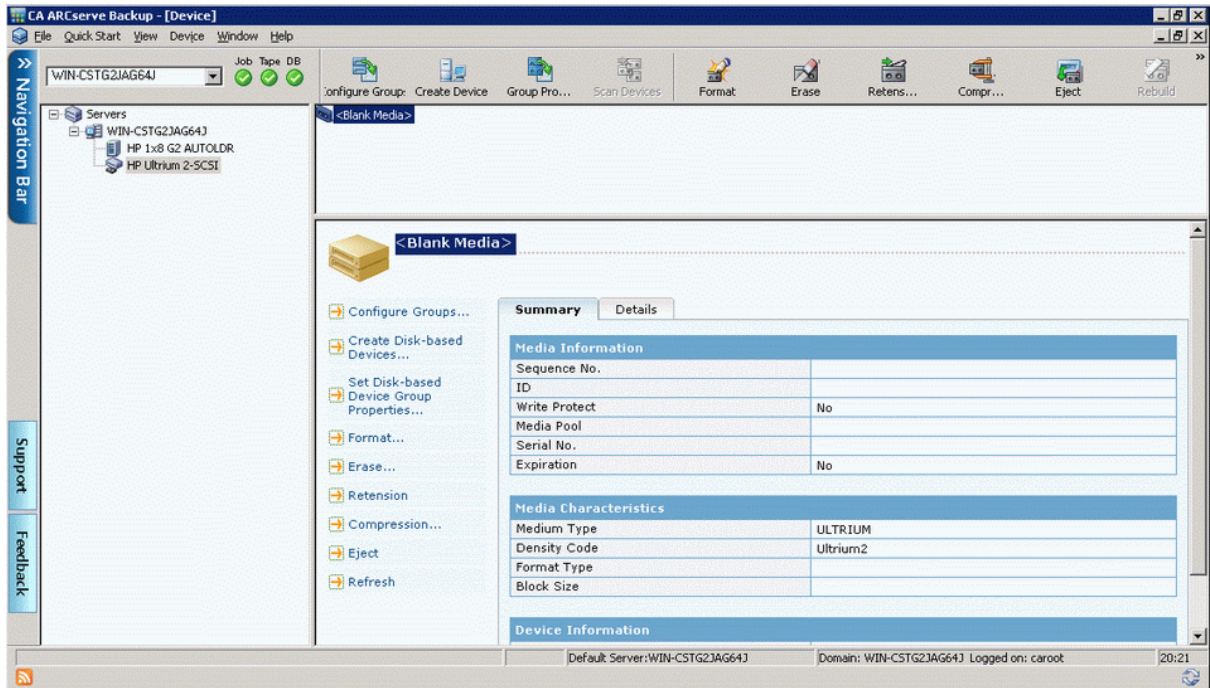 CA ARCserve Backup - [Device]
File Quick Start View Device Window Help
Navigation Bar
WIN-CSTG2JAG64J
Job Tape DB
Configure Group: Create Device Group Pro... Scan Devices Format Erase Retens... Compr... Eject Rebuild
Servers
WIN-CSTG2JAG64J
HP 1x8 G2 AUTOLDR
HP Ultrium 2-SCSI
<Blank Media>
<Blank Media>
Configure Groups...
Create Disk-based
Devices...
Set Disk-based
Device Group
Properties...
Format...
Erase...
Retension
Compression...
Eject
Refresh
Summary Details
Media Information
Sequence No.
ID
Write Protect No
Media Pool
Serial No.
Expiration No
Media Characteristics
Medium Type ULTRIUM
Density Code Ultrium2
Format Type
Block Size
Device Information
Support
Feedback
Default Server:WIN-CSTG2JAG64J Domain: WIN-CSTG2JAG64J Logged on: caroot 20:21